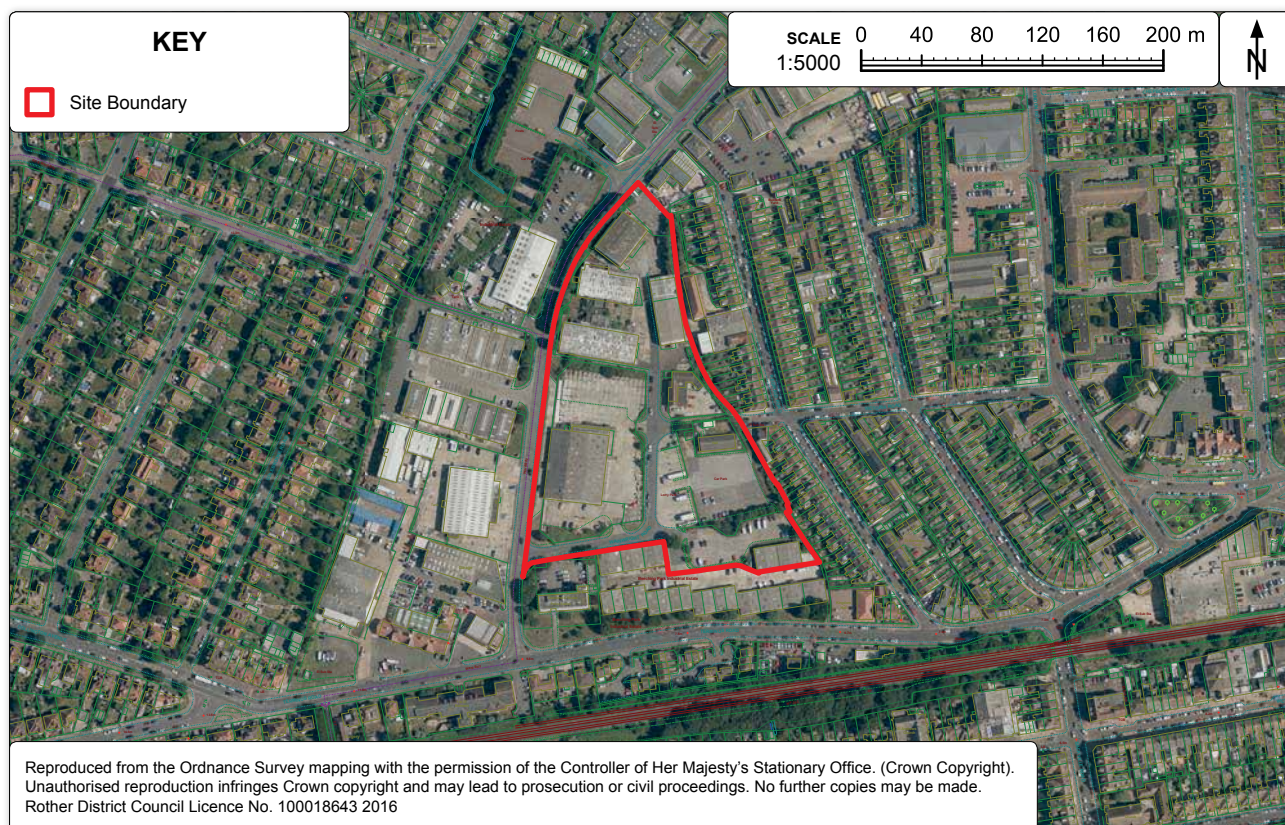 KEY
Site Boundary
SCALE
1:5000
0 40 80 120 160 200 m
N
Reproduced from the Ordnance Survey mapping with the permission of the Controller of Her Majesty's Stationary Office. (Crown Copyright).
Unauthorised reproduction infringes Crown copyright and may lead to prosecution or civil proceedings. No further copies may be made.
Rother District Council Licence No. 100018643 2016